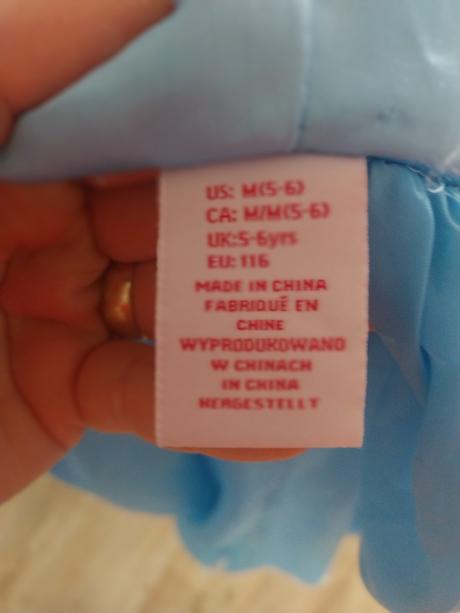 US: M(5-6)
CA: M/M(5-6)
UK:5-6yrs
EU:116
MADE IN CHINA
FABRIQUÉ EN
CHINE
WYPRODUKOWANO
W CHINACH
IN CHINA
HERGESTELLT